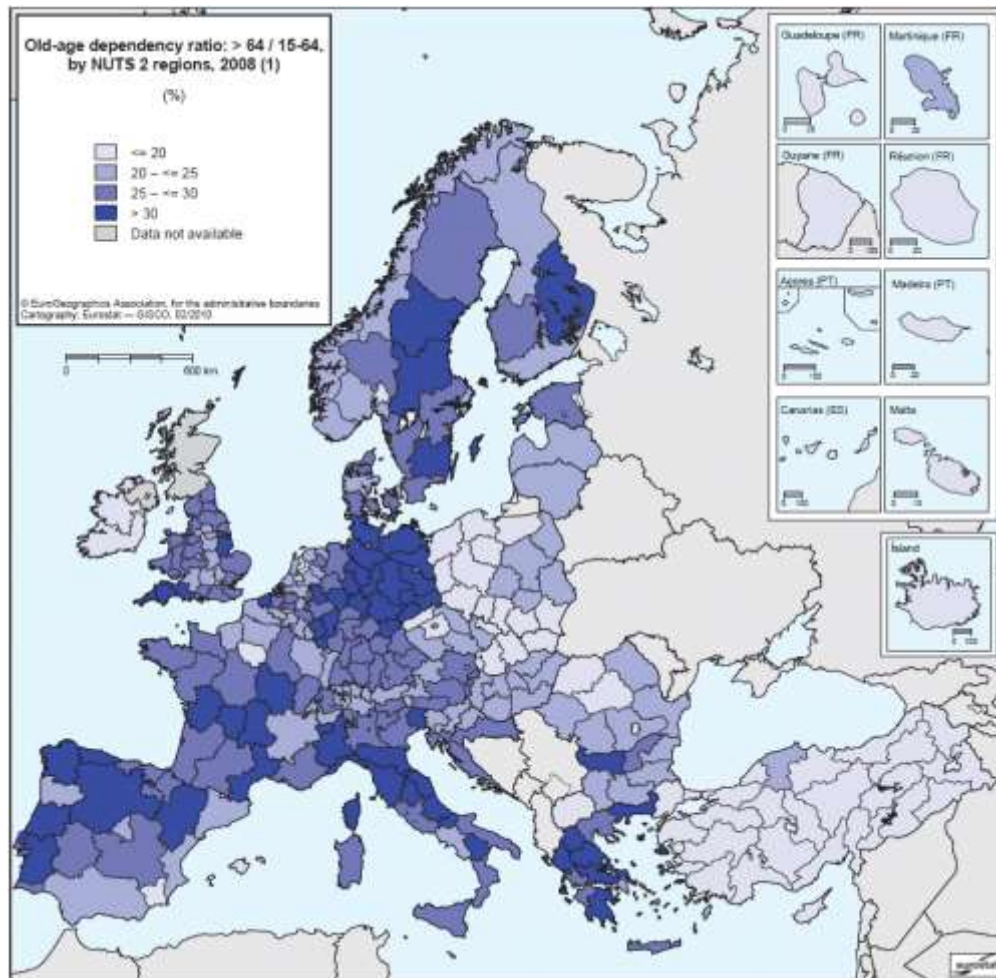 Old-age dependency ratio: > 64 / 15-64,
by NUTS 2 regions, 2008 (1)
(%)
<= 20
20 – <= 25
25 – <= 30
> 30
Data not available
© EuroGeographics Association, for the administrative boundaries
Cartography: Eurostat — GISCO, 02/2010
0 600 km
Guadeloupe (FR)
Martinique (FR)
Guyane (FR)
Réunion (FR)
Açores (PT)
Madeira (PT)
Canarias (ES)
Malta
Ísland
eurostat